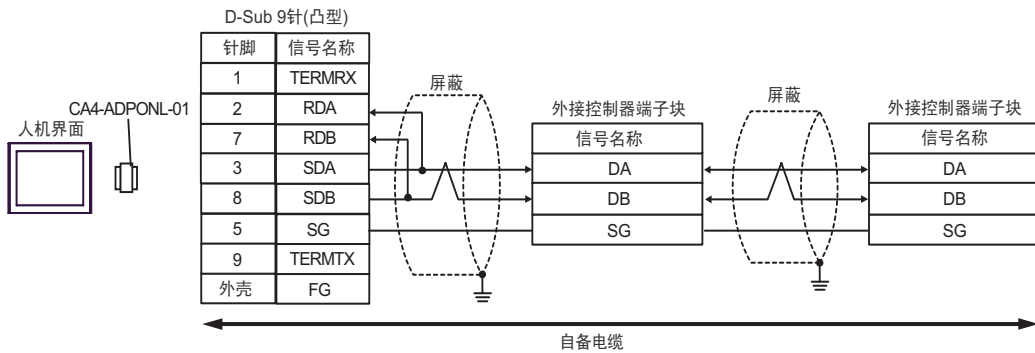 D-Sub 9针(凸型)
针脚 信号名称
1 TERMRX
2 RDA
7 RDB
3 SDA
8 SDB
5 SG
9 TERMTX
外壳 FG
CA4-ADPONL-01
人机界面
屏蔽
外接控制器端子块
信号名称
DA
DB
SG
屏蔽
外接控制器端子块
信号名称
DA
DB
SG
自备电缆